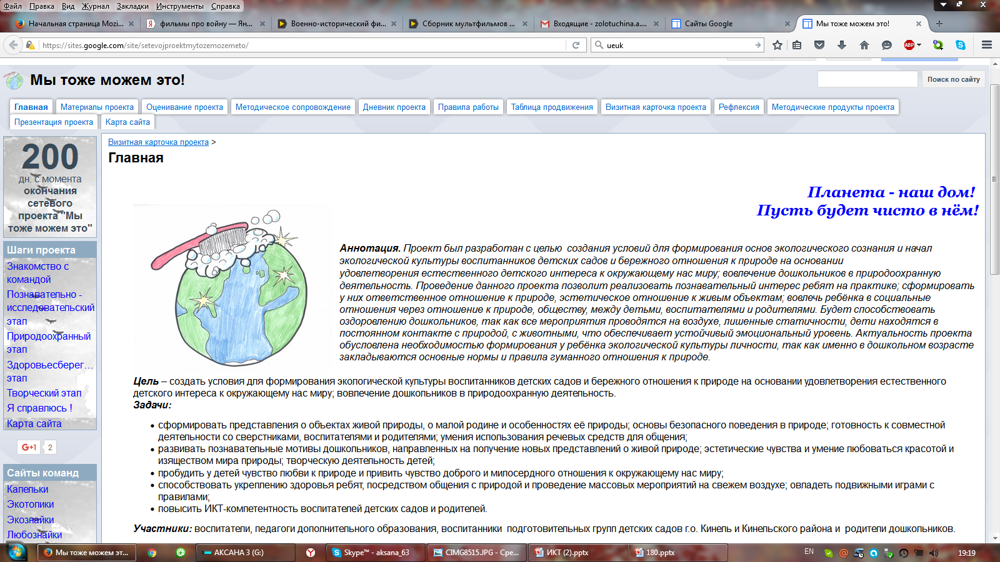 Файл Правка Вид Журнал Закладки Инструменты Справка
Начальная страница Mozi...
фильмы про войну — Ян...
Военно-исторический фи...
Сборник мультфильмов ...
Входящие - zolotuchina.a....
Сайты Google
Мы тоже можем это!
https://sites.google.com/site/setevojproektmytozemozemeto/
ueuk
ABP
Мы тоже можем это!
Поиск по сайту
Главная Материалы проекта Оценивание проекта Методическое сопровождение Дневник проекта Правила работы Таблица продвижения Визитная карточка проекта Рефлексия Методические продукты проекта
Презентация проекта Карта сайта
200
дн. с момента
окончания
сетевого
проекта "Мы
тоже можем это"
Шаги проекта
Знакомство с
командой
Познавательно -
исследовательский
этап
Природоохранный
этап
Здоровьесберег...
этап
Творческий этап
Я справлюсь !
Карта сайта
G+1 2
Сайты команд
Капельки
Экотопики
Экознайки
Любознайки
Визитная карточка проекта >
Главная
Планета - наш дом!
Пусть будет чисто в нём!
Аннотация. Проект был разработан с целью создания условий для формирования основ экологического сознания и начал
экологической культуры воспитанников детских садов и бережного отношения к природе на основании
удовлетворения естественного детского интереса к окружающему нас миру; вовлечение дошкольников в природоохранную
деятельность. Проведение данного проекта позволит реализовать познавательный интерес ребят на практике; сформировать
у них ответственное отношение к природе, эстетическое отношение к живым объектам; вовлечь ребёнка в социальные
отношения через отношение к природе, обществу, между детьми, воспитателями и родителями. Будет способствовать
оздоровлению дошкольников, так как все мероприятия проводятся на воздухе, лишенные статичности, дети находятся в
постоянном контакте с природой, с животными, что обеспечивает устойчивый эмоциональный уровень. Актуальность проекта
обусловлена необходимостью формирования у ребёнка экологической культуры личности, так как именно в дошкольном возрасте
закладываются основные нормы и правила гуманного отношения к природе.
Цель – создать условия для формирования экологической культуры воспитанников детских садов и бережного отношения к природе на основании удовлетворения естественного
детского интереса к окружающему нас миру; вовлечение дошкольников в природоохранную деятельность.
Задачи:
• сформировать представления о объектах живой природы, о малой родине и особенностях её природы; основы безопасного поведения в природе; готовность к совместной
деятельности со сверстниками, воспитателями и родителями; умения использования речевых средств для общения;
• развивать познавательные мотивы дошкольников, направленных на получение новых представлений о живой природе; эстетические чувства и умение любоваться красотой и
изяществом мира природы; творческую деятельность детей;
• пробудить у детей чувство любви к природе и привить чувство доброго и милосердного отношения к окружающему нас миру;
• способствовать укреплению здоровья ребят, посредством общения с природой и проведение массовых мероприятий на свежем воздухе; овладеть подвижными играми с
правилами;
• повысить ИКТ-компетентность воспитателей детских садов и родителей.
Участники: воспитатели, педагоги дополнительного образования, воспитанники подготовительных групп детских садов г.о. Кинель и Кинельского района и родители дошкольников.
Мы тоже можем эт...
АКСАНА 3 (G:)
Skype™ - aksana_63
CIMG8515.JPG - Сре...
ИКТ (2).pptx
180.pptx
EN
19:19